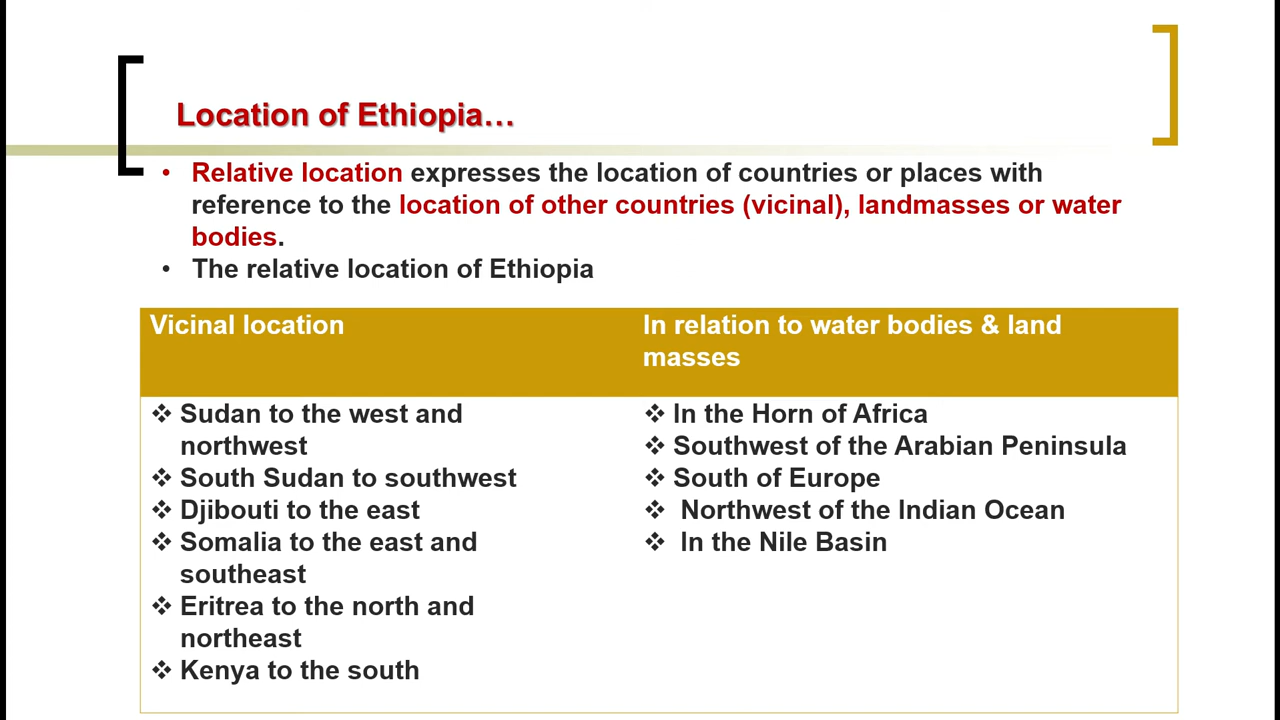 Location of Ethiopia…
• Relative location expresses the location of countries or places with
reference to the location of other countries (vicinal), landmasses or water
bodies.
• The relative location of Ethiopia
Vicinal location
❖ Sudan to the west and
northwest
❖ South Sudan to southwest
❖ Djibouti to the east
❖ Somalia to the east and
southeast
❖ Eritrea to the north and
northeast
❖ Kenya to the south
In relation to water bodies & land
masses
❖ In the Horn of Africa
❖ Southwest of the Arabian Peninsula
❖ South of Europe
❖ Northwest of the Indian Ocean
❖ In the Nile Basin